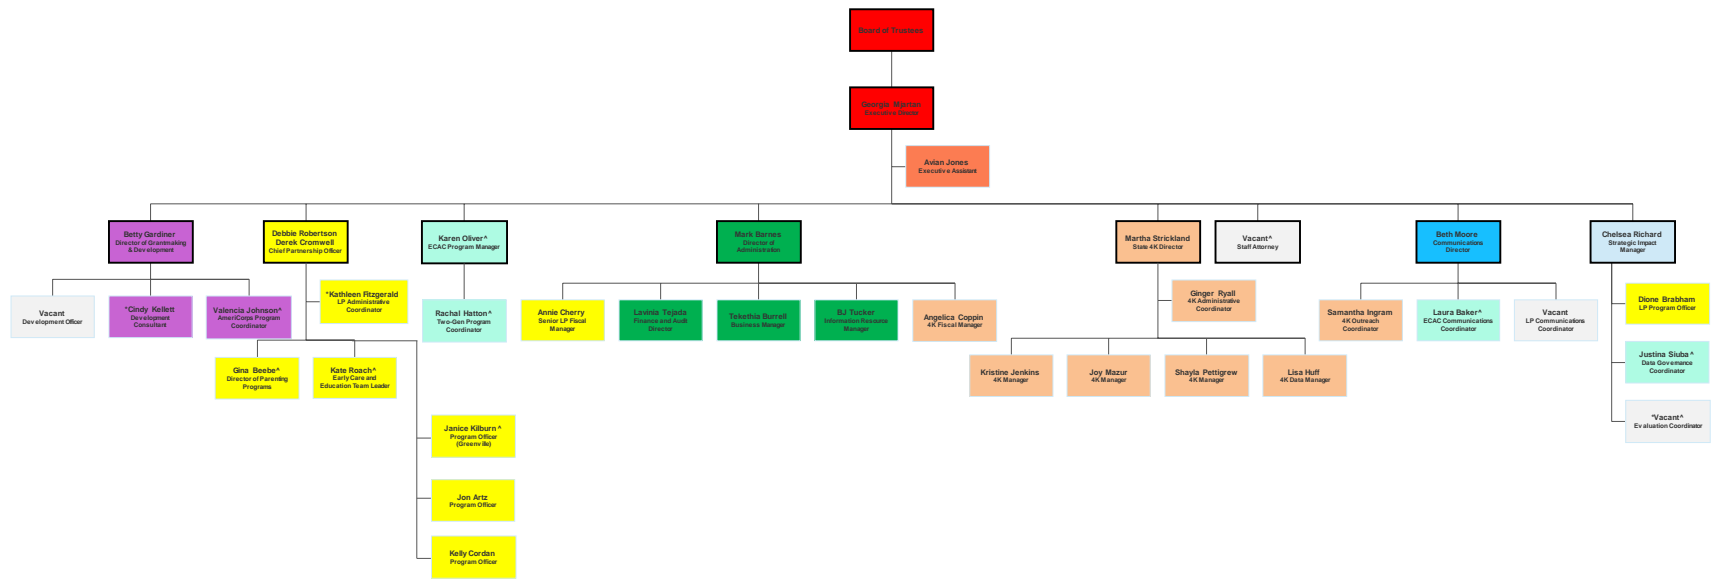 Board of Trustees
Georgia Mjartan
Executive Director
Avian Jones
Executive Assistant
Betty Gardiner
Director of Grantmaking
& Development
Debbie Robertson
Derek Cromwell
Chief Partnership Officer
Karen Oliver^
ECAC Program Manager
Mark Barnes
Director of
Administration
Martha Strickland
State 4K Director
Vacant^
Staff Attorney
Beth Moore
Communications
Director
Chelsea Richard
Strategic Impact
Manager
Vacant
Development Officer
*Cindy Kellett
Development
Consultant
Valencia Johnson^
AmeriCorps Program
Coordinator
*Kathleen Fitzgerald
LP Administrative
Coordinator
Rachal Hatton^
Two-Gen Program
Coordinator
Annie Cherry
Senior LP Fiscal
Manager
Lavinia Tejada
Finance and Audit
Director
Tekethia Burrell
Business Manager
BJ Tucker
Information Resource
Manager
Angelica Coppin
4K Fiscal Manager
Ginger Ryall
4K Administrative
Coordinator
Samantha Ingram
4K Outreach
Coordinator
Laura Baker^
ECAC Communications
Coordinator
Vacant
LP Communications
Coordinator
Dione Brabham
LP Program Officer
Gina Beebe^
Director of Parenting
Programs
Kate Roach^
Early Care and
Education Team Leader
Kristine Jenkins
4K Manager
Joy Mazur
4K Manager
Shayla Pettigrew
4K Manager
Lisa Huff
4K Data Manager
Justina Siuba^
Data Governance
Coordinator
*Vacant^
Evaluation Coordinator
Janice Kilburn^
Program Officer
(Greenville)
Jon Artz
Program Officer
Kelly Cordan
Program Officer